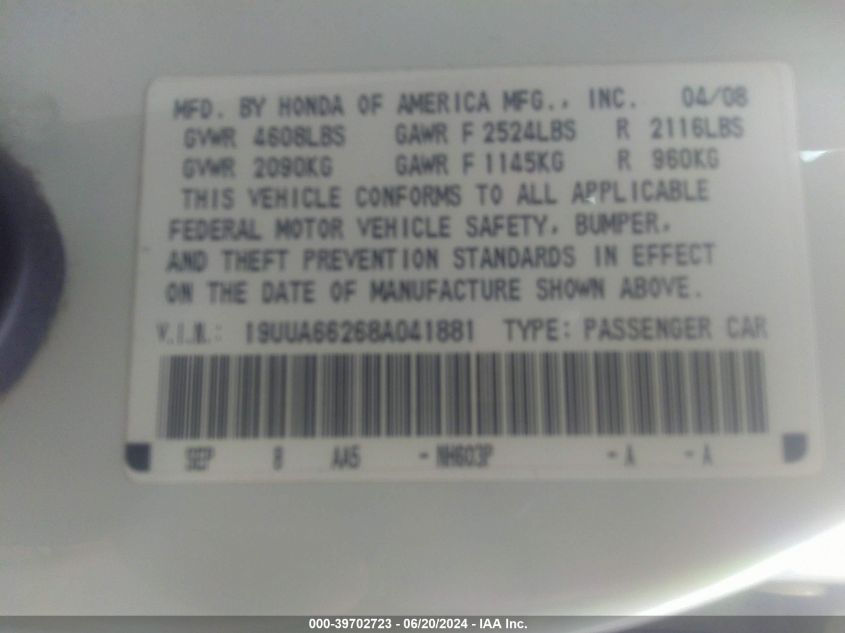 MFD. BY HONDA OF AMERICA MFG., INC. 04/08
GVWR 4608LBS GAWR F 2524LBS R 2116LBS
GVWR 2090KG GAWR F 1145KG R 960KG
THIS VEHICLE CONFORMS TO ALL APPLICABLE
FEDERAL MOTOR VEHICLE SAFETY, BUMPER,
AND THEFT PREVENTION STANDARDS IN EFFECT
ON THE DATE OF MANUFACTURE SHOWN ABOVE.
V.I.N.: 19UUA66268A041881 TYPE: PASSENGER CAR
SEP 8 AA5 -NH603P -A -A
000-39702723 - 06/20/2024 - IAA Inc.